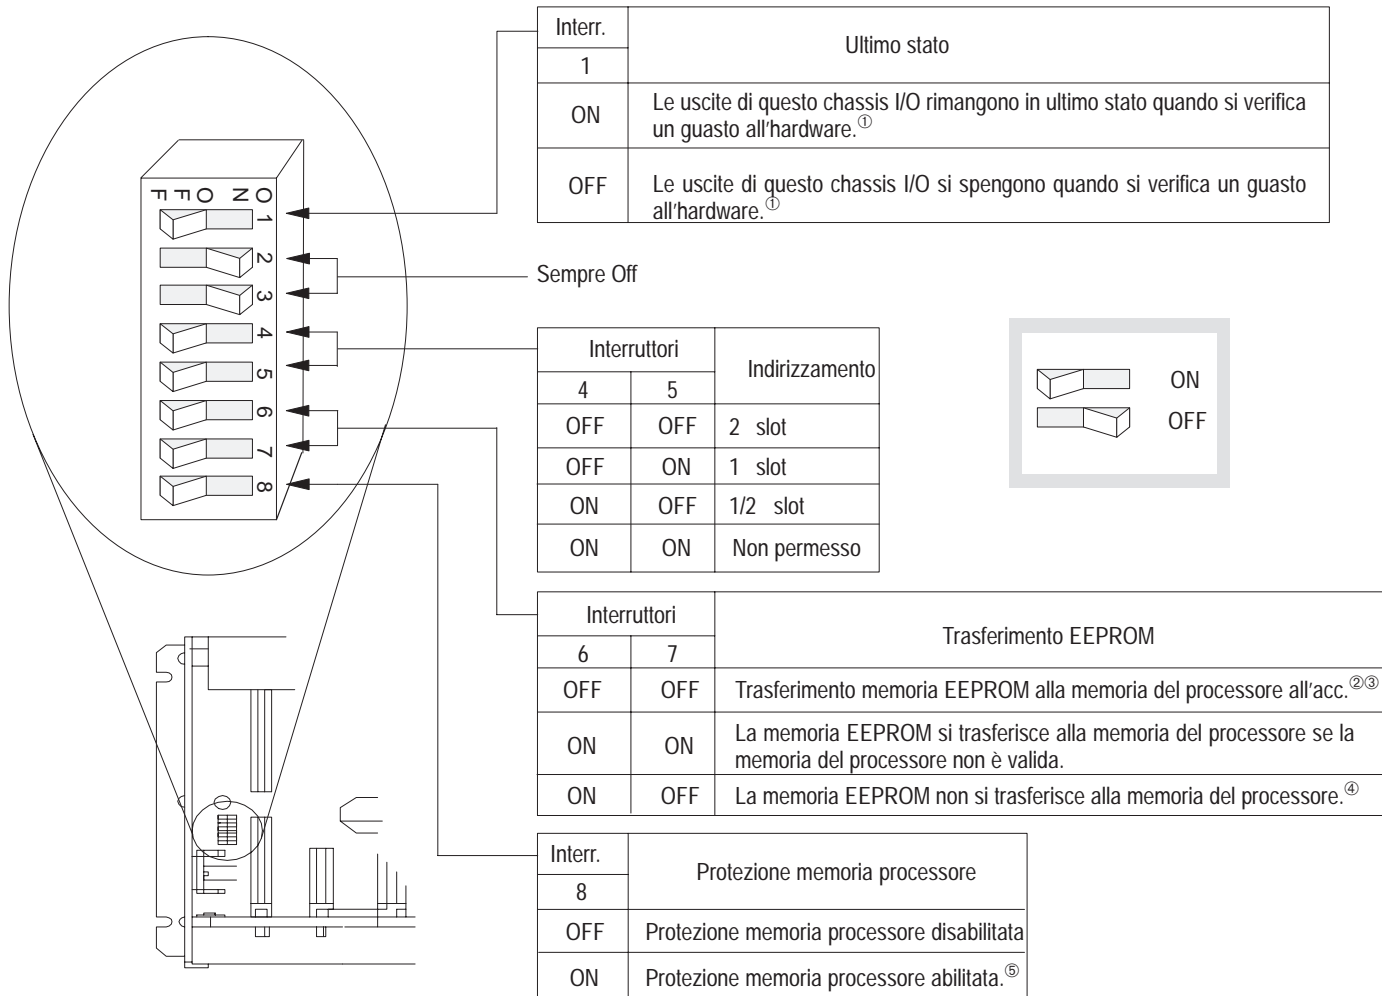 Interr.
Ultimo stato
1
ON
Le uscite di questo chassis I/O rimangono in ultimo stato quando si verifica
un guasto all'hardware.①
OFF
Le uscite di questo chassis I/O si spengono quando si verifica un guasto
all'hardware.①
O N
O F F
1
2
3
4
5
6
7
8
Sempre Off
Interruttori
Indirizzamento
4 5
OFF OFF 2 slot
OFF ON 1 slot
ON OFF 1/2 slot
ON ON Non permesso
ON
OFF
Interruttori
Trasferimento EEPROM
6 7
OFF OFF Trasferimento memoria EEPROM alla memoria del processore all'acc.②③
ON ON
La memoria EEPROM si trasferisce alla memoria del processore se la
memoria del processore non è valida.
ON OFF La memoria EEPROM non si trasferisce alla memoria del processore.④
Interr.
Protezione memoria processore
8
OFF Protezione memoria processore disabilitata
ON Protezione memoria processore abilitata.⑤